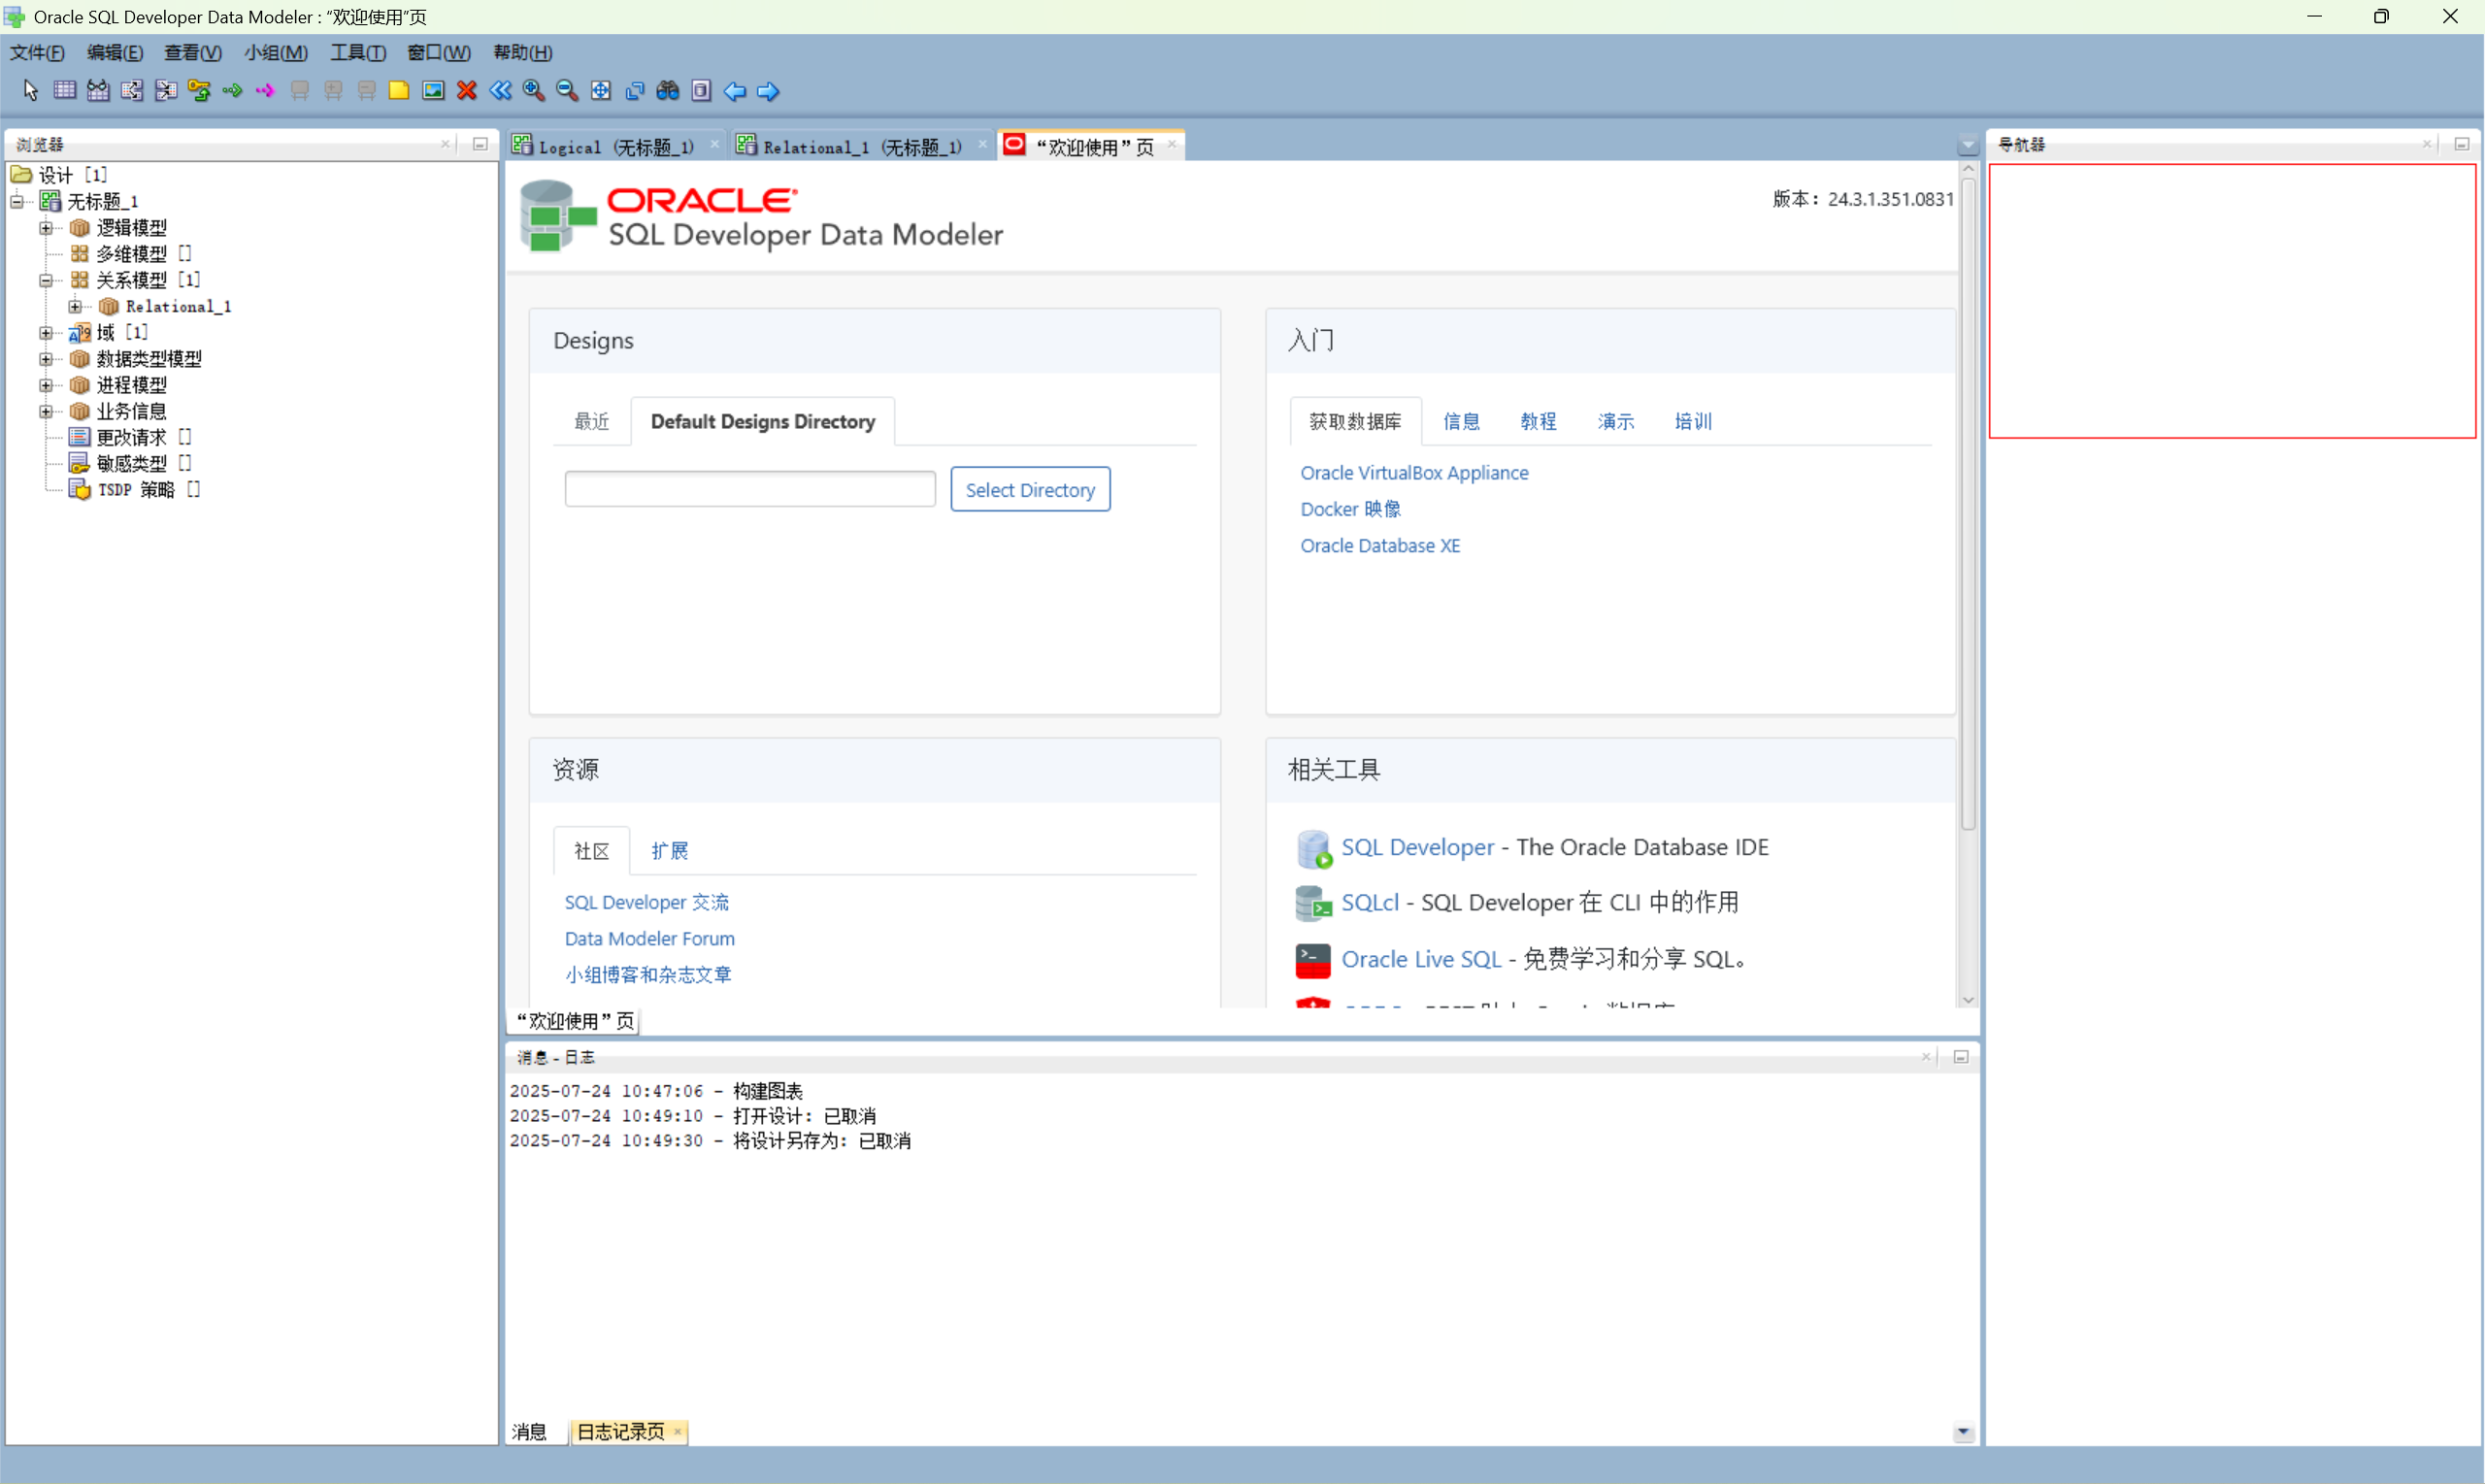 Oracle SQL Developer Data Modeler : “欢迎使用”页
文件(F) 编辑(E) 查看(V) 小组(M) 工具(T) 窗口(W) 帮助(H)
浏览器
设计 [1]
无标题_1
逻辑模型
多维模型 []
关系模型 [1]
Relational_1
域 [1]
数据类型模型
进程模型
业务信息
更改请求 []
敏感类型 []
TSDP 策略 []
Logical (无标题_1) Relational_1 (无标题_1) “欢迎使用”页
ORACLE
SQL Developer Data Modeler
版本: 24.3.1.351.0831
Designs
最近 Default Designs Directory
Select Directory
入门
获取数据库 信息 教程 演示 培训
Oracle VirtualBox Appliance
Docker 映像
Oracle Database XE
资源
社区 扩展
SQL Developer 交流
Data Modeler Forum
小组博客和杂志文章
相关工具
SQL Developer - The Oracle Database IDE
SQLcl - SQL Developer 在 CLI 中的作用
Oracle Live SQL - 免费学习和分享 SQL。
“欢迎使用”页
消息 - 日志
2025-07-24 10:47:06 - 构建图表
2025-07-24 10:49:10 - 打开设计: 已取消
2025-07-24 10:49:30 - 将设计另存为: 已取消
消息 日志记录页
导航器